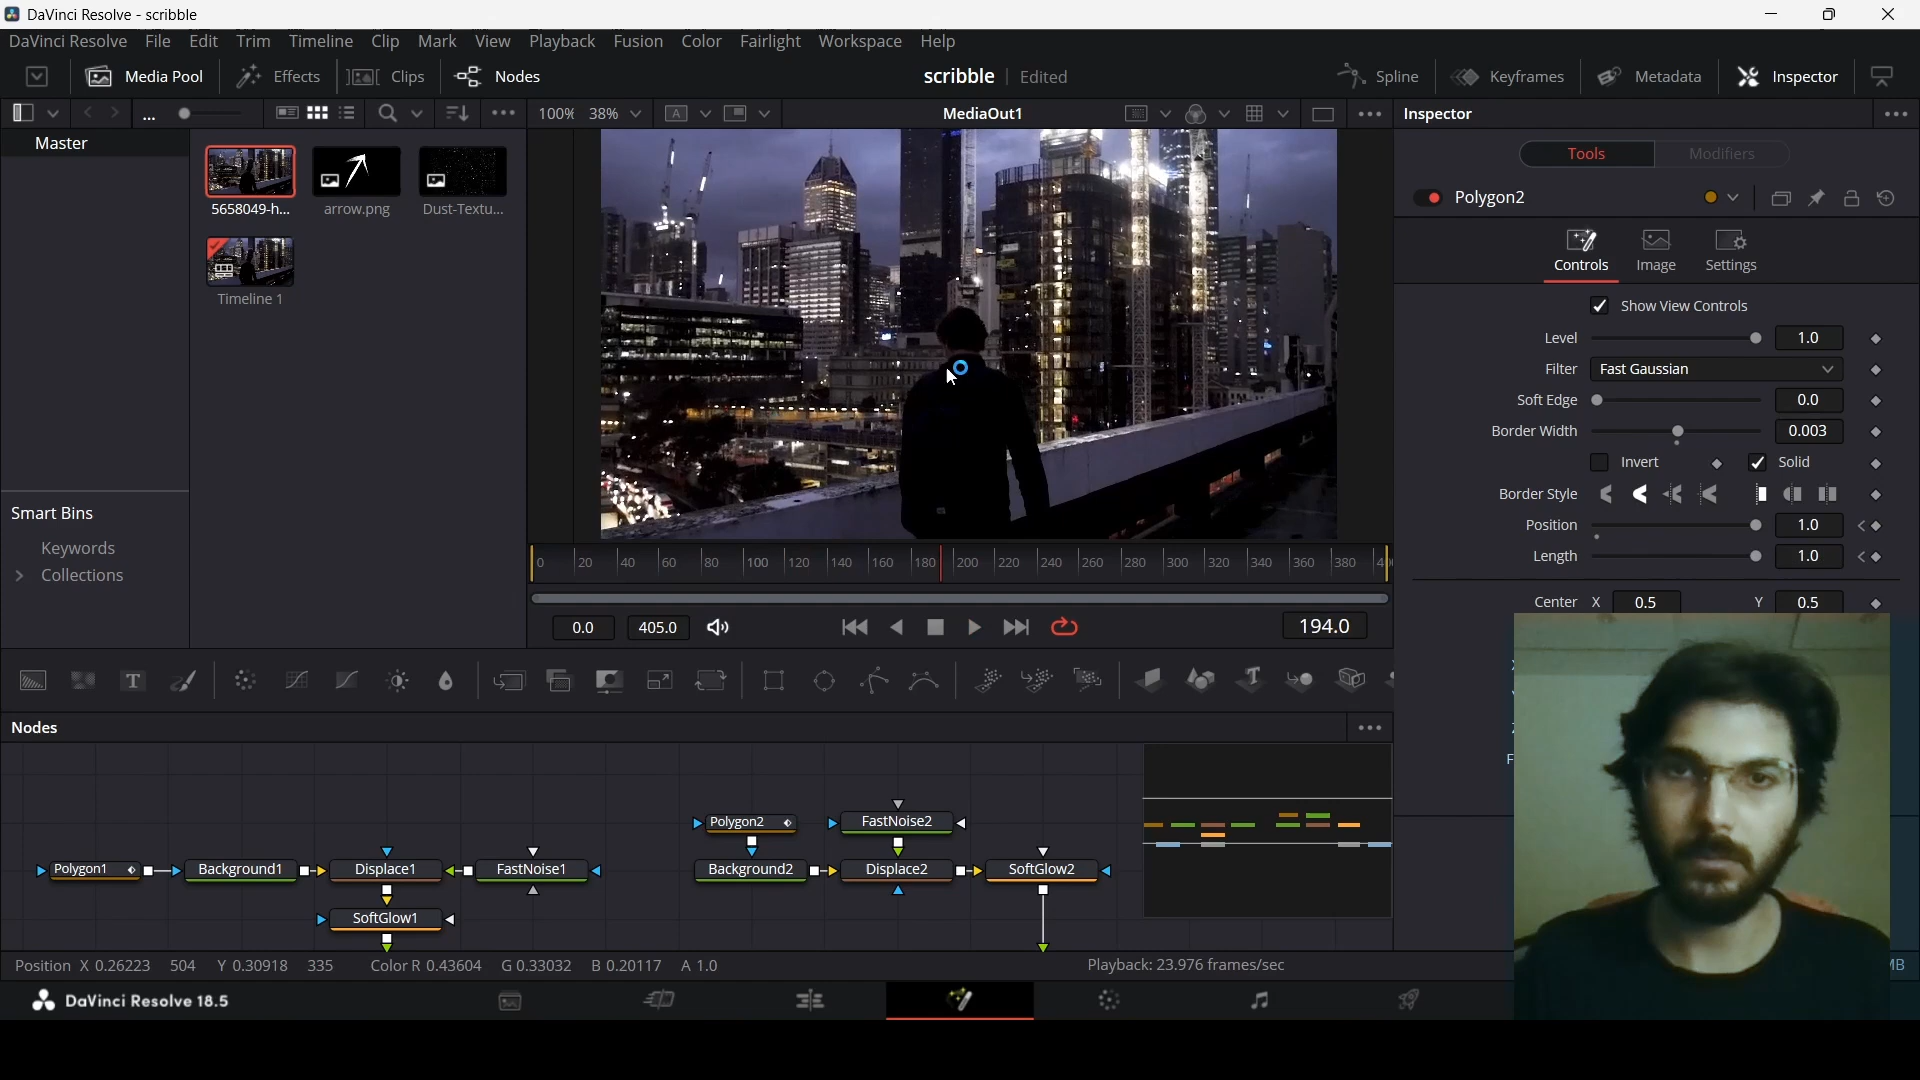 DaVinci Resolve - scribble
DaVinci Resolve File Edit Trim Timeline Clip Mark View Playback Fusion Color Fairlight Workspace Help
Media Pool Effects Clips Nodes scribble Edited Spline Keyframes Metadata Inspector
... 100% 38% A MediaOut1 Inspector
Master
5658049-h... arrow.png Dust-Textu...
Timeline 1
Smart Bins
Keywords
Collections
0 20 40 60 80 100 120 140 160 180 200 220 240 260 280 300 320 340 360 380
0.0 405.0 194.0
Tools Modifiers
Polygon2
Controls Image Settings
Show View Controls
Level 1.0
Filter Fast Gaussian
Soft Edge 0.0
Border Width 0.003
Invert Solid
Border Style
Position 1.0
Length 1.0
Center X 0.5 Y 0.5
Nodes
Polygon2 FastNoise2
Polygon1 Background1 Displace1 FastNoise1 Background2 Displace2 SoftGlow2
SoftGlow1
Position X 0.26223 504 Y 0.30918 335 Color R 0.43604 G 0.33032 B 0.20117 A 1.0 Playback: 23.976 frames/sec MB
DaVinci Resolve 18.5